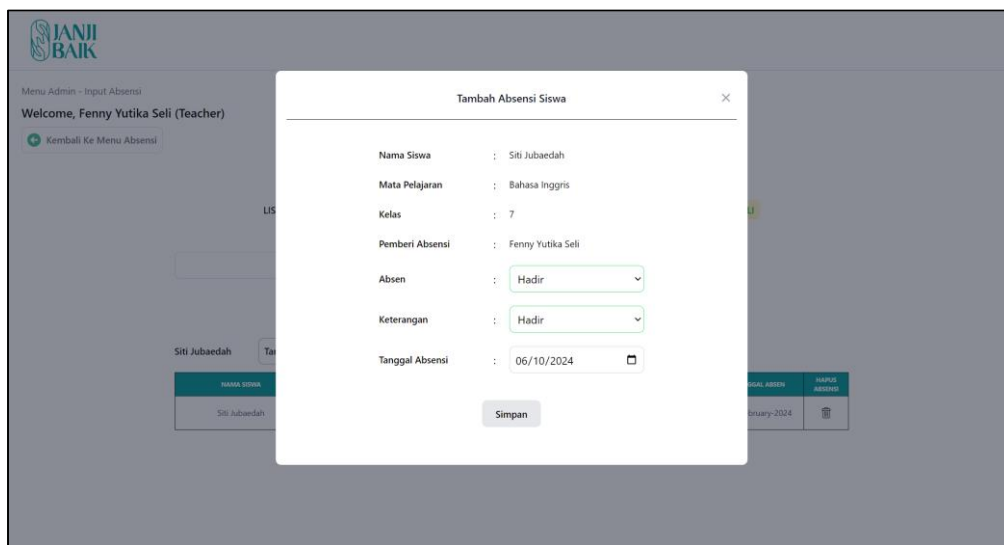 JANJI
BAIK
Menu Admin - Input Absensi
Welcome, Fenny Yutika Seli (Teacher)
Kembali Ke Menu Absensi
Tambah Absensi Siswa
Nama Siswa : Siti Jubaedah
Mata Pelajaran : Bahasa Inggris
LIS
Kelas : 7
LI
Pemberi Absensi : Fenny Yutika Seli
Absen : Hadir
Keterangan : Hadir
Siti Jubaedah
Tanggal Absensi : 06/10/2024
NAMA SISWA
HAPUS
ABSENSI
Siti Jubaedah
Simpan